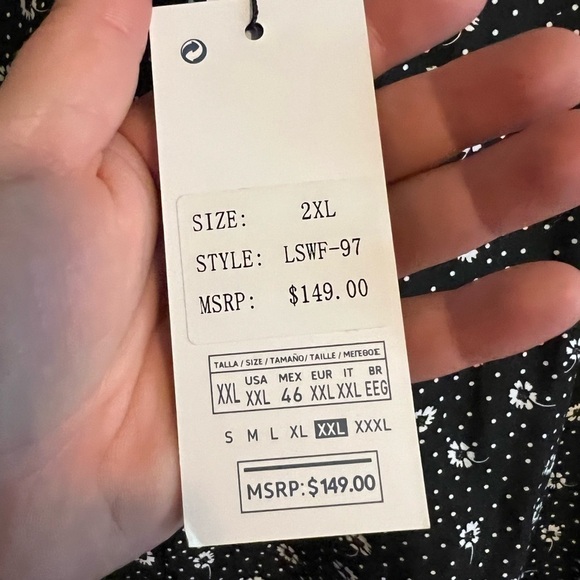 SIZE: 2XL
STYLE: LSWF-97
MSRP: $149.00
TALLA / SIZE / TAMAÑO / TAILLE / ΜΕΓΕΘΟΣ
USA MEX EUR IT BR
XXL XXL 46 XXL XXL EEG
S M L XL XXL XXXL
MSRP:$149.00